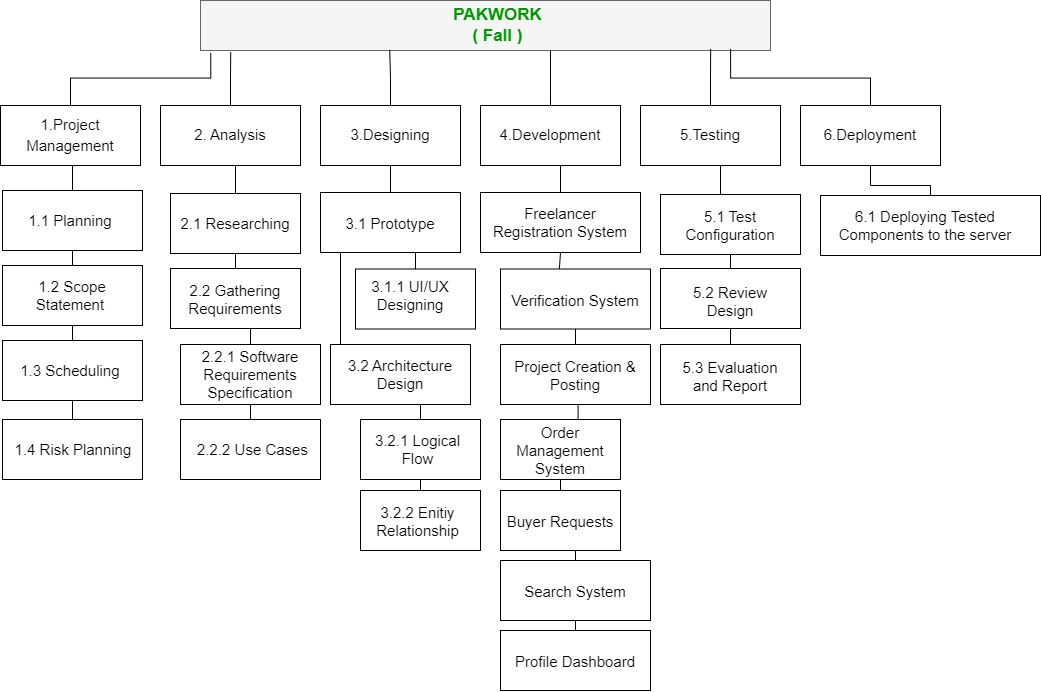 PAKWORK
( Fall )
1.Project
Management
2. Analysis
3.Designing
4.Development
5.Testing
6.Deployment
1.1 Planning
1.2 Scope
Statement
1.3 Scheduling
1.4 Risk Planning
2.1 Researching
2.2 Gathering
Requirements
2.2.1 Software
Requirements
Specification
2.2.2 Use Cases
3.1 Prototype
3.1.1 UI/UX
Designing
3.2 Architecture
Design
3.2.1 Logical
Flow
3.2.2 Enitiy
Relationship
Freelancer
Registration System
Verification System
Project Creation &
Posting
Order
Management
System
Buyer Requests
Search System
Profile Dashboard
5.1 Test
Configuration
5.2 Review
Design
5.3 Evaluation
and Report
6.1 Deploying Tested
Components to the server